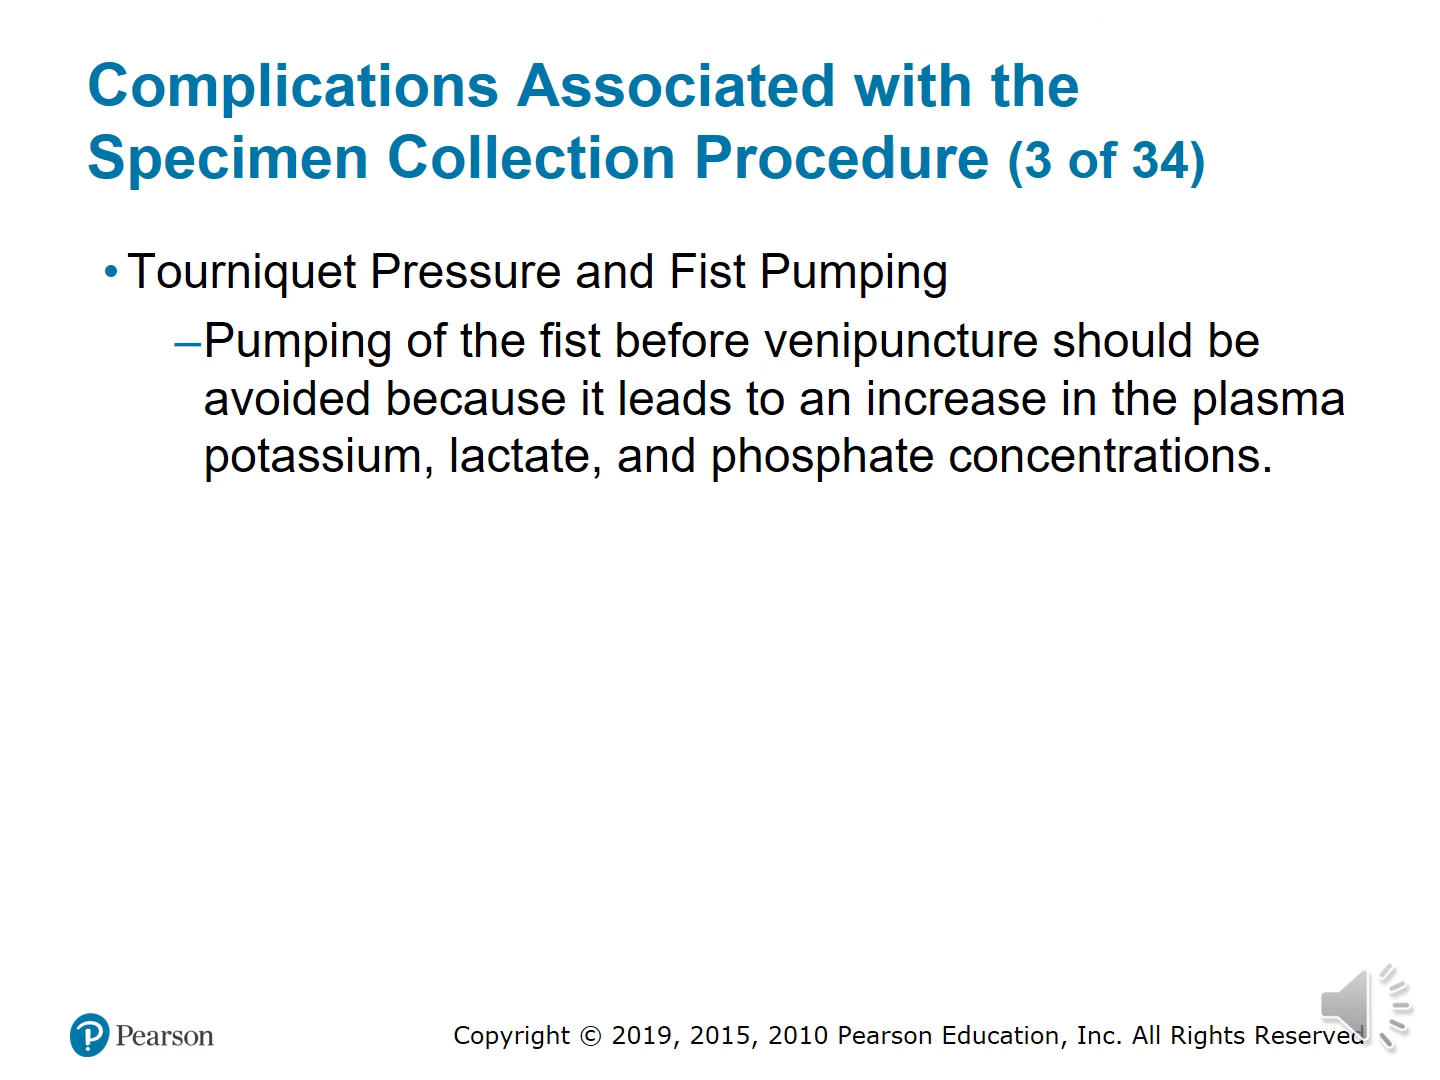 Complications Associated with the
Specimen Collection Procedure (3 of 34)
• Tourniquet Pressure and Fist Pumping
–Pumping of the fist before venipuncture should be
avoided because it leads to an increase in the plasma
potassium, lactate, and phosphate concentrations.
Pearson
Copyright © 2019, 2015, 2010 Pearson Education, Inc. All Rights Reserved